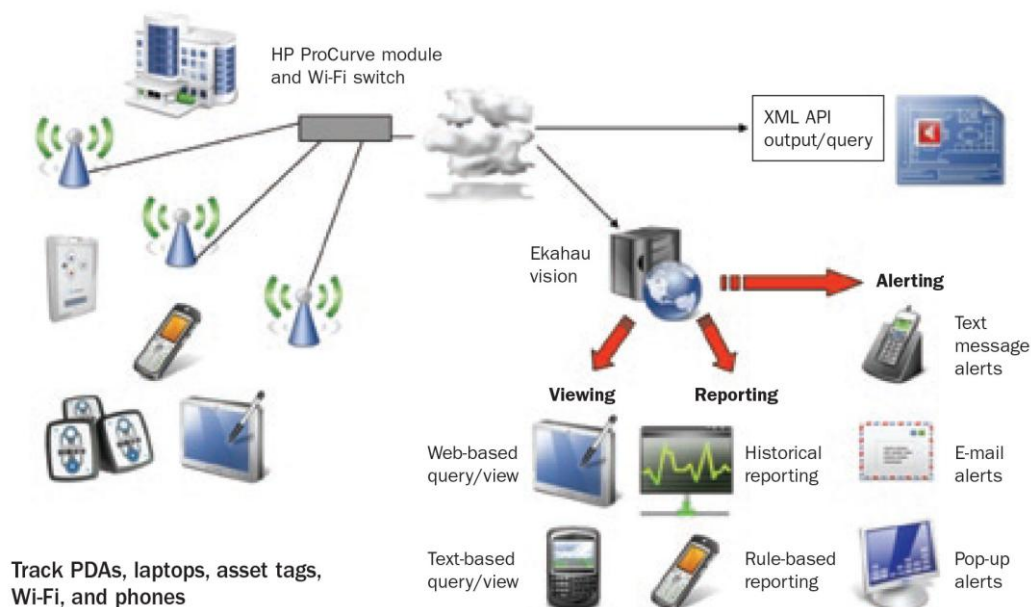 HP ProCurve module
and Wi-Fi switch
XML API
output/query
Ekahau
vision
Alerting
Text
message
alerts
Viewing
Reporting
Web-based
query/view
Historical
reporting
E-mail
alerts
Text-based
query/view
Rule-based
reporting
Pop-up
alerts
Track PDAs, laptops, asset tags,
Wi-Fi, and phones